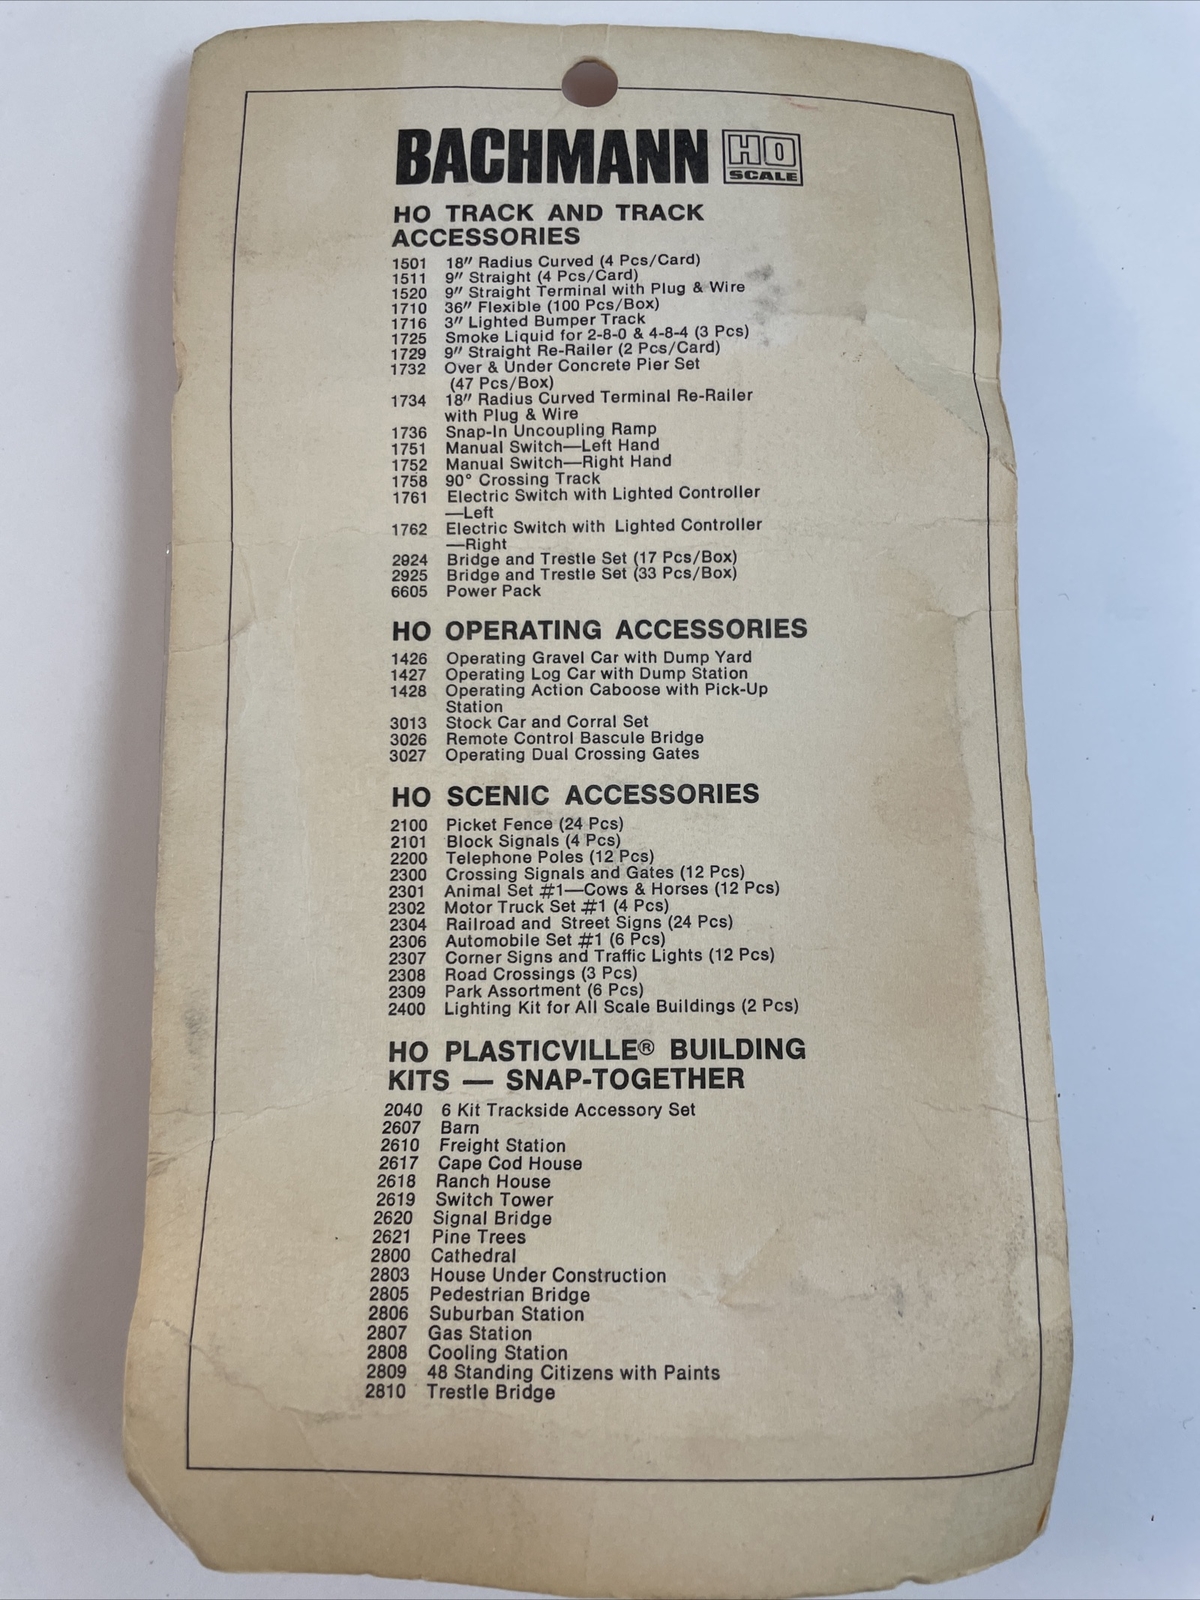 BACHMANN HO SCALE
HO TRACK AND TRACK
ACCESSORIES
1501 18" Radius Curved (4 Pcs/Card)
1511 9" Straight (4 Pcs/Card)
1520 9" Straight Terminal with Plug & Wire
1710 36" Flexible (100 Pcs/Box)
1716 3" Lighted Bumper Track
1725 Smoke Liquid for 2-8-0 & 4-8-4 (3 Pcs)
1729 9" Straight Re-Railer (2 Pcs/Card)
1732 Over & Under Concrete Pier Set
(47 Pcs/Box)
1734 18" Radius Curved Terminal Re-Railer
with Plug & Wire
1736 Snap-In Uncoupling Ramp
1751 Manual Switch—Left Hand
1752 Manual Switch—Right Hand
1758 90° Crossing Track
1761 Electric Switch with Lighted Controller
—Left
1762 Electric Switch with Lighted Controller
—Right
2924 Bridge and Trestle Set (17 Pcs/Box)
2925 Bridge and Trestle Set (33 Pcs/Box)
6605 Power Pack
HO OPERATING ACCESSORIES
1426 Operating Gravel Car with Dump Yard
1427 Operating Log Car with Dump Station
1428 Operating Action Caboose with Pick-Up
Station
3013 Stock Car and Corral Set
3026 Remote Control Bascule Bridge
3027 Operating Dual Crossing Gates
HO SCENIC ACCESSORIES
2100 Picket Fence (24 Pcs)
2101 Block Signals (4 Pcs)
2200 Telephone Poles (12 Pcs)
2300 Crossing Signals and Gates (12 Pcs)
2301 Animal Set #1—Cows & Horses (12 Pcs)
2302 Motor Truck Set #1 (4 Pcs)
2304 Railroad and Street Signs (24 Pcs)
2306 Automobile Set #1 (6 Pcs)
2307 Corner Signs and Traffic Lights (12 Pcs)
2308 Road Crossings (3 Pcs)
2309 Park Assortment (6 Pcs)
2400 Lighting Kit for All Scale Buildings (2 Pcs)
HO PLASTICVILLE® BUILDING
KITS — SNAP-TOGETHER
2040 6 Kit Trackside Accessory Set
2607 Barn
2610 Freight Station
2617 Cape Cod House
2618 Ranch House
2619 Switch Tower
2620 Signal Bridge
2621 Pine Trees
2800 Cathedral
2803 House Under Construction
2805 Pedestrian Bridge
2806 Suburban Station
2807 Gas Station
2808 Cooling Station
2809 48 Standing Citizens with Paints
2810 Trestle Bridge